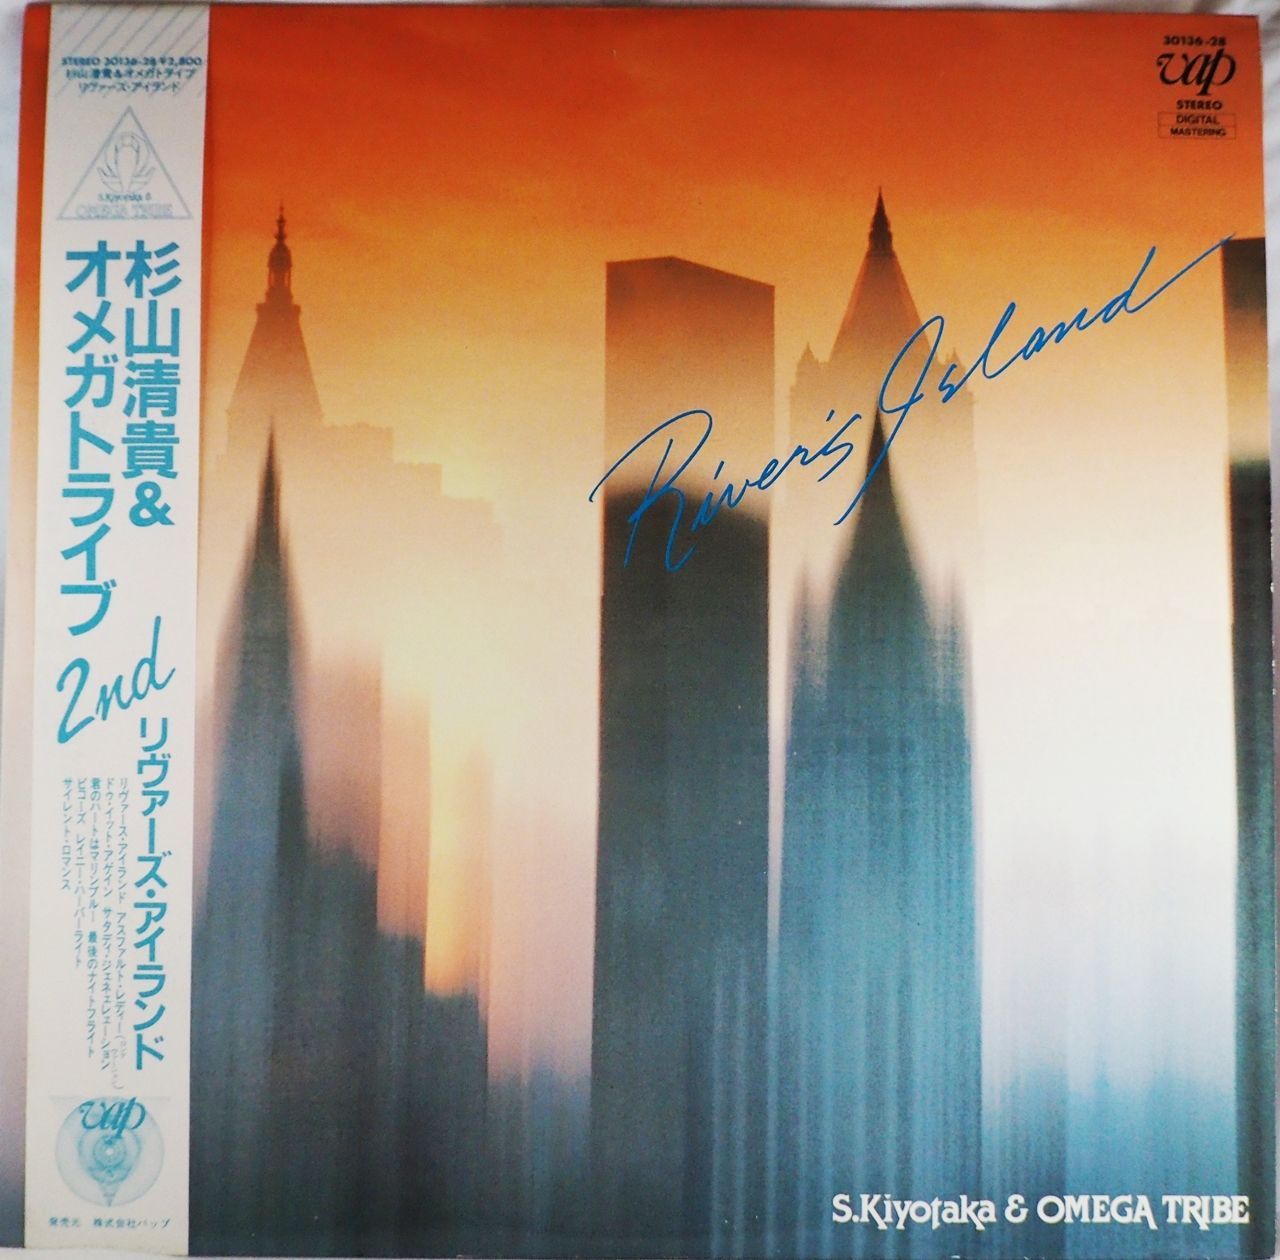 STEREO 30136-28 ¥2,800
杉山清貴&オメガトライブ
リヴァーズ・アイランド
S.Kiyotaka &
OMEGA TRIBE
杉山清貴&
オメガトライブ
2nd
リヴァーズ・アイランド
リヴァース・アイランド アスファルト・レディー
ドゥ・イット・アゲイン サタデイ・ジェネレーション
君のハートはマリンブルー 最後のナイトフライト
ビコーズ レイニー・ハーバーライト
サイレント・ロマンス
vap
発売元 株式会社バップ
30136-28
vap
STEREO
DIGITAL
MASTERING
River's Island
S.Kiyotaka & OMEGA TRIBE